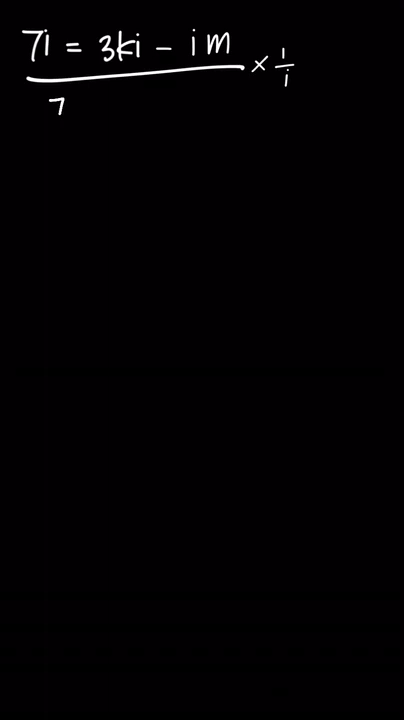 7i = 3ki - im × 1/i
7